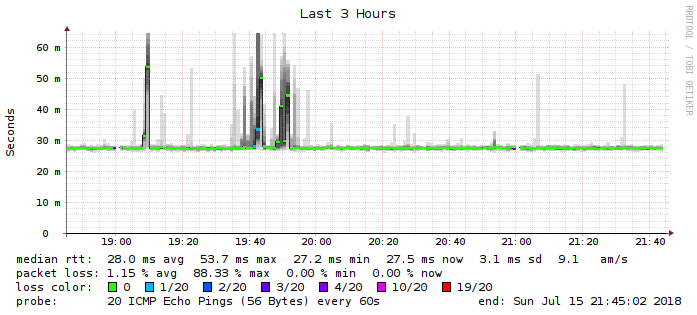 Last 3 Hours
RRDTOOL / TOBI OETIKER
Seconds
60 m
50 m
40 m
30 m
20 m
10 m
0
19:00 19:20 19:40 20:00 20:20 20:40 21:00 21:20 21:40
median rtt: 28.0 ms avg 53.7 ms max 27.2 ms min 27.5 ms now 3.1 ms sd 9.1 am/s
packet loss: 1.15 % avg 88.33 % max 0.00 % min 0.00 % now
loss color: 0 1/20 2/20 3/20 4/20 10/20 19/20
probe: 20 ICMP Echo Pings (56 Bytes) every 60s end: Sun Jul 15 21:45:02 2018